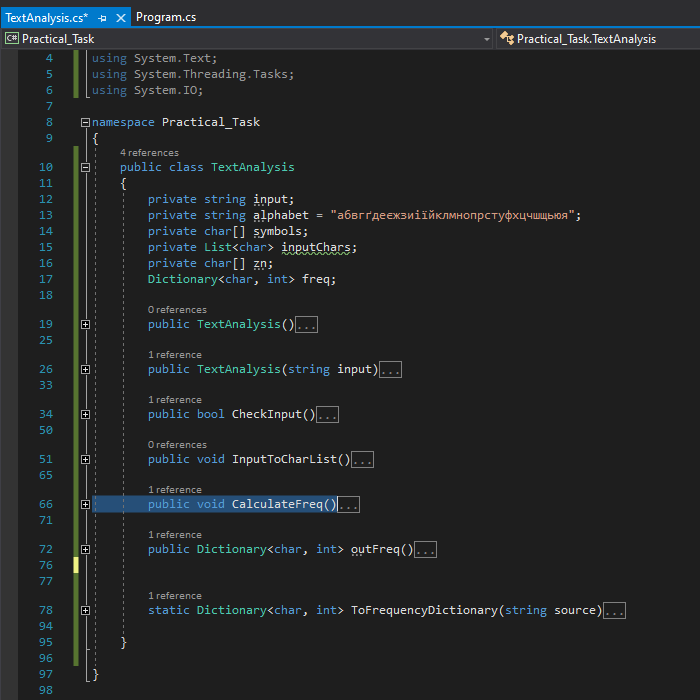 TextAnalysis.cs*
Program.cs
C# Practical_Task
Practical_Task.TextAnalysis
4 using System.Text;
5 using System.Threading.Tasks;
6 using System.IO;
7
8 namespace Practical_Task
9 {
4 references
10 public class TextAnalysis
11 {
12 private string input;
13 private string alphabet = "абвггдеєжзиіїйклмнопрстуфхцчшщьюя";
14 private char[] symbols;
15 private List<char> inputChars;
16 private char[] zn;
17 Dictionary<char, int> freq;
18
0 references
19 public TextAnalysis()...
25
1 reference
26 public TextAnalysis(string input)...
33
1 reference
34 public bool CheckInput()...
50
0 references
51 public void InputToCharList()...
65
1 reference
66 public void CalculateFreq()...
71
1 reference
72 public Dictionary<char, int> outFreq()...
76
77
1 reference
78 static Dictionary<char, int> ToFrequencyDictionary(string source)...
94
95 }
96
97 }
98